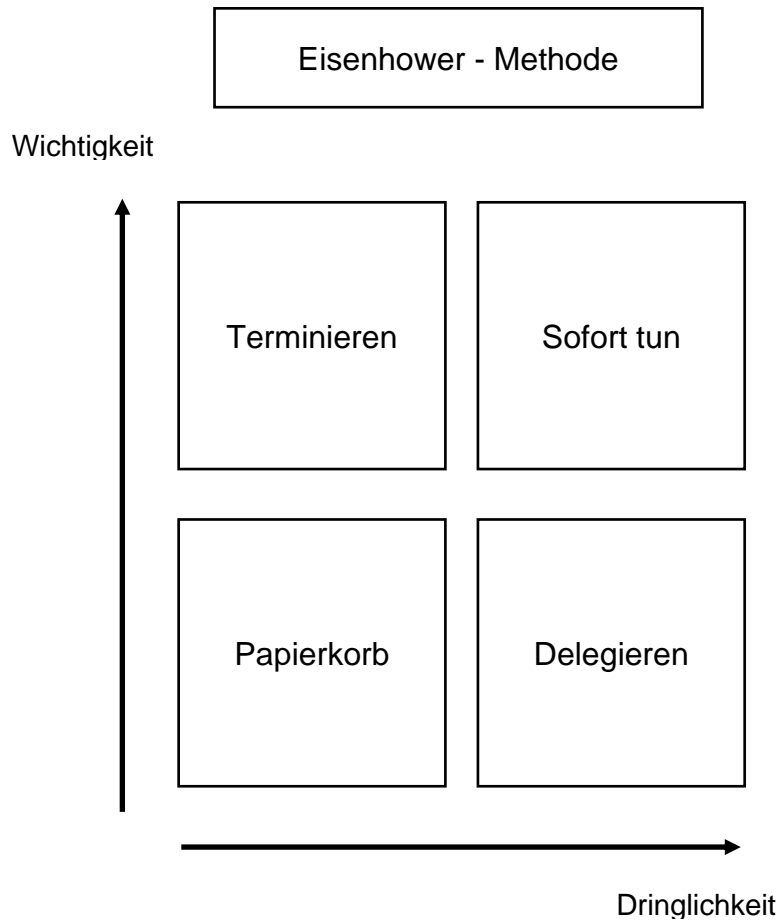 Eisenhower - Methode
Wichtigkeit
Terminieren
Sofort tun
Papierkorb
Delegieren
Dringlichkeit